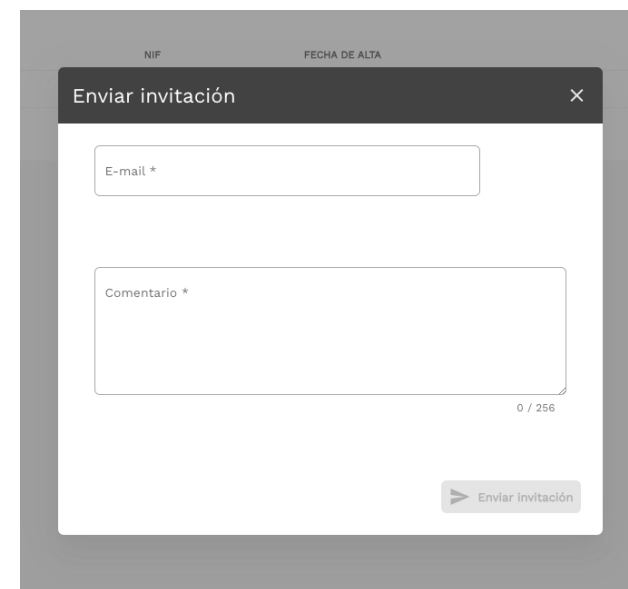 NIF FECHA DE ALTA
Enviar invitación
E-mail *
Comentario *
0 / 256
Enviar invitación